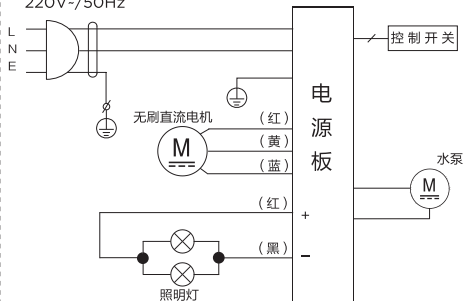 220V~/50Hz
L
N
E
控制开关
电源板
无刷直流电机
M
(红)
(黄)
(蓝)
水泵
M
(红)
+
(黑)
−
照明灯